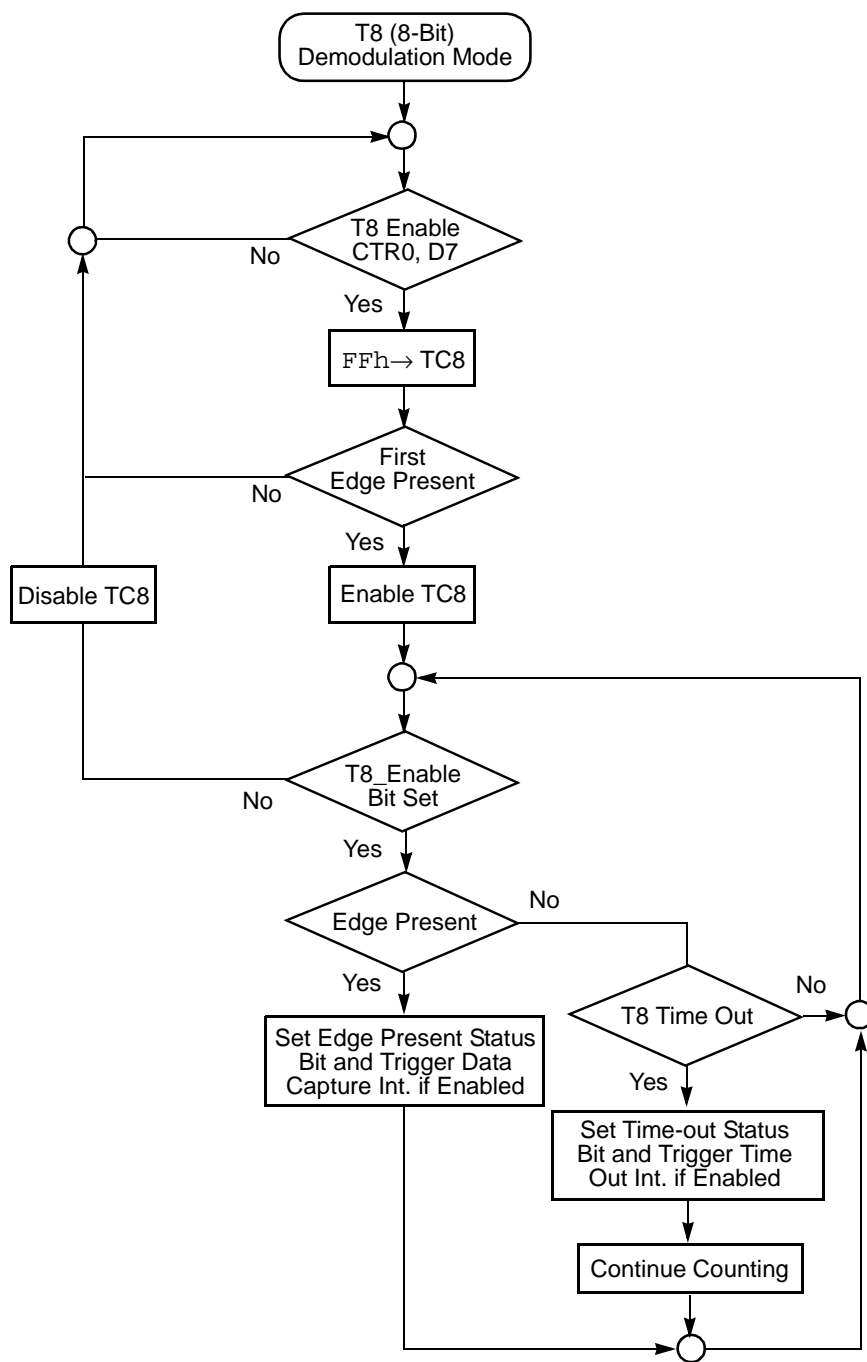 T8 (8-Bit)
Demodulation Mode
T8 Enable
CTR0, D7
No
Yes
FFh→ TC8
First
Edge Present
No
Yes
Disable TC8
Enable TC8
T8_Enable
Bit Set
No
Yes
Edge Present
No
Yes
T8 Time Out
No
Set Edge Present Status
Bit and Trigger Data
Capture Int. if Enabled
Yes
Set Time-out Status
Bit and Trigger Time
Out Int. if Enabled
Continue Counting